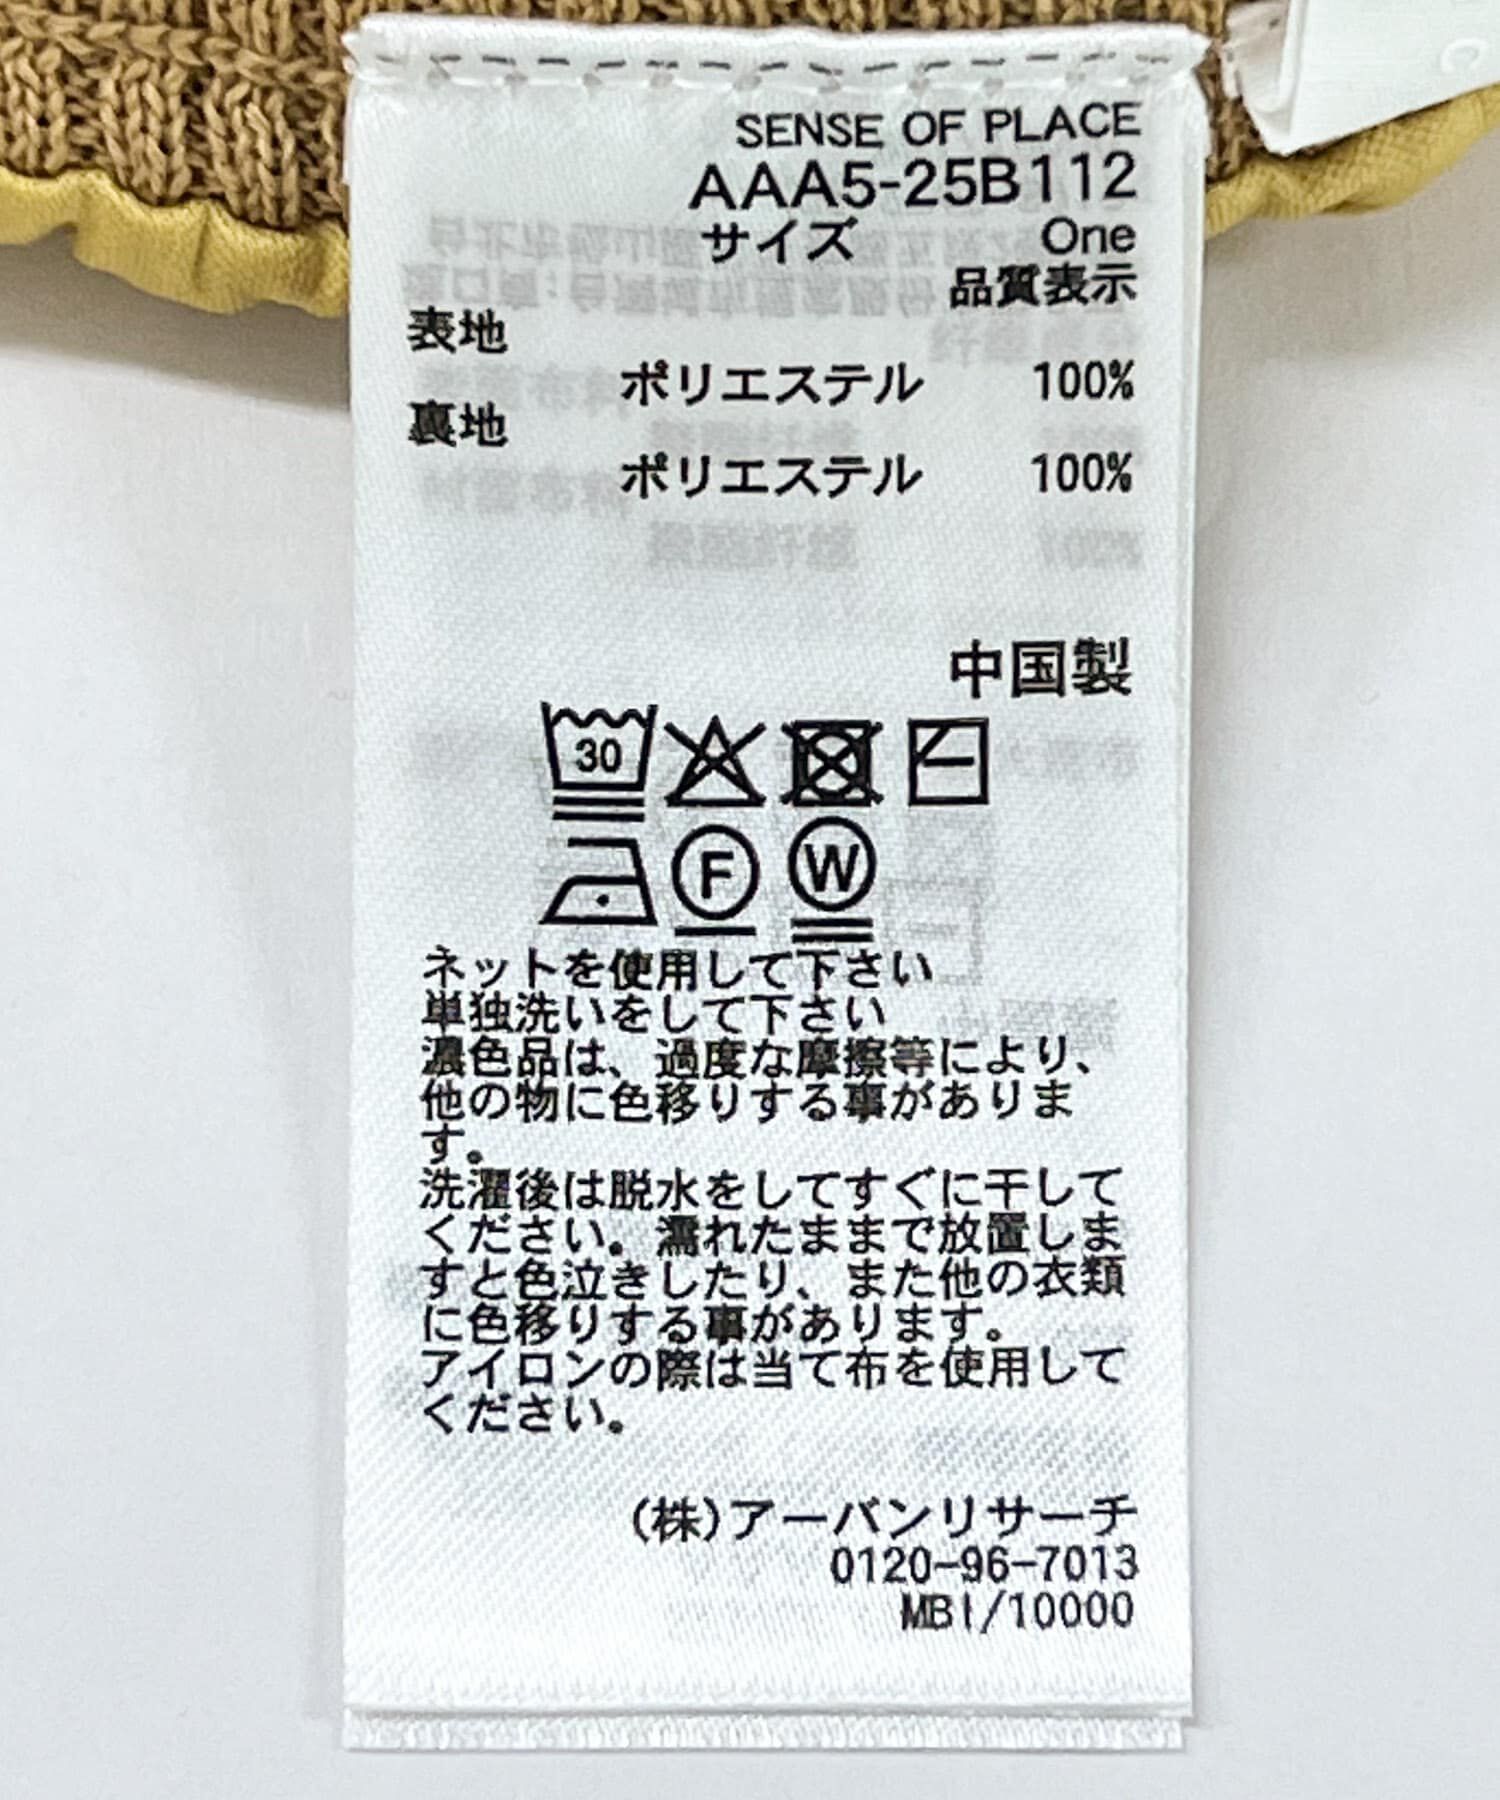 SENSE OF PLACE
AAA5-25B112
サイズ One
品質表示
表地
ポリエステル 100%
裏地
ポリエステル 100%
中国製
30
F W
ネットを使用して下さい
単独洗いをして下さい
濃色品は、過度な摩擦等により、
他の物に色移りする事がありま
す。
洗濯後は脱水をしてすぐに干して
ください。濡れたままで放置しま
すと色泣きしたり、また他の衣類
に色移りする事があります。
アイロンの際は当て布を使用して
ください。
(株)アーバンリサーチ
0120-96-7013
MBI/10000